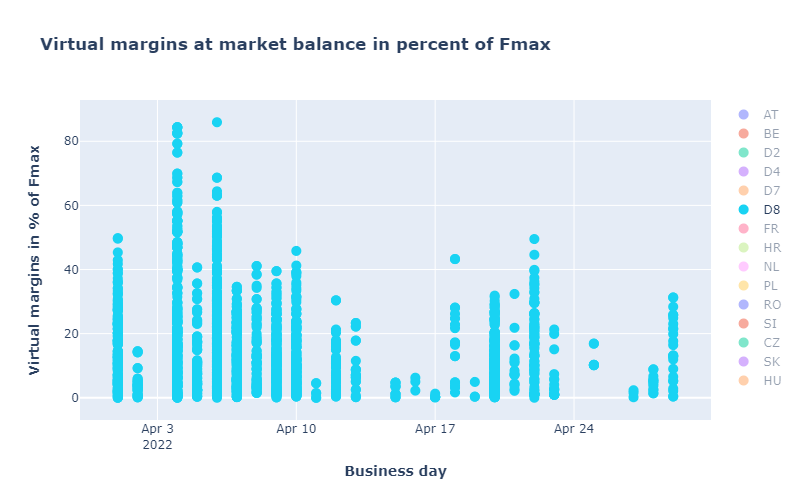 Virtual margins at market balance in percent of Fmax
Virtual margins in % of Fmax
80
60
40
20
0
Apr 3
2022
Apr 10
Apr 17
Apr 24
Business day
AT
BE
D2
D4
D7
D8
FR
HR
NL
PL
RO
SI
CZ
SK
HU